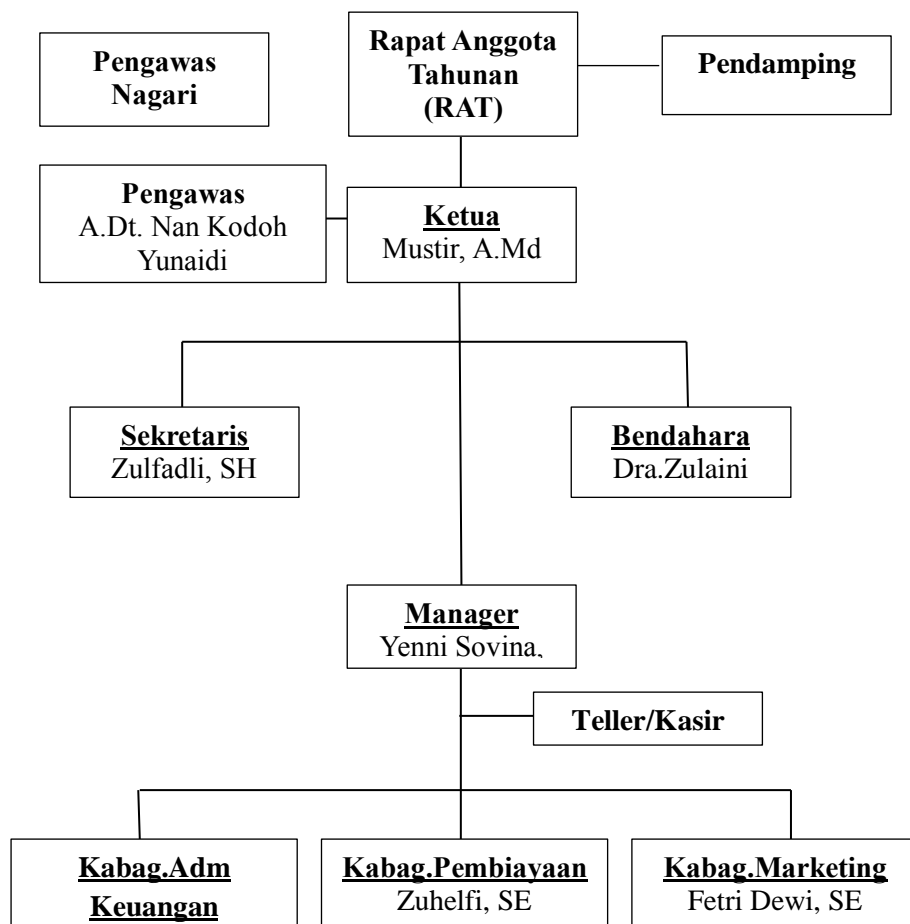 Pengawas
Nagari
Rapat Anggota
Tahunan
(RAT)
Pendamping
Pengawas
A.Dt. Nan Kodoh
Yunaidi
Ketua
Mustir, A.Md
Sekretaris
Zulfadli, SH
Bendahara
Dra.Zulaini
Manager
Yenni Sovina,
Teller/Kasir
Kabag.Adm
Keuangan
Kabag.Pembiayaan
Zuhelfi, SE
Kabag.Marketing
Fetri Dewi, SE